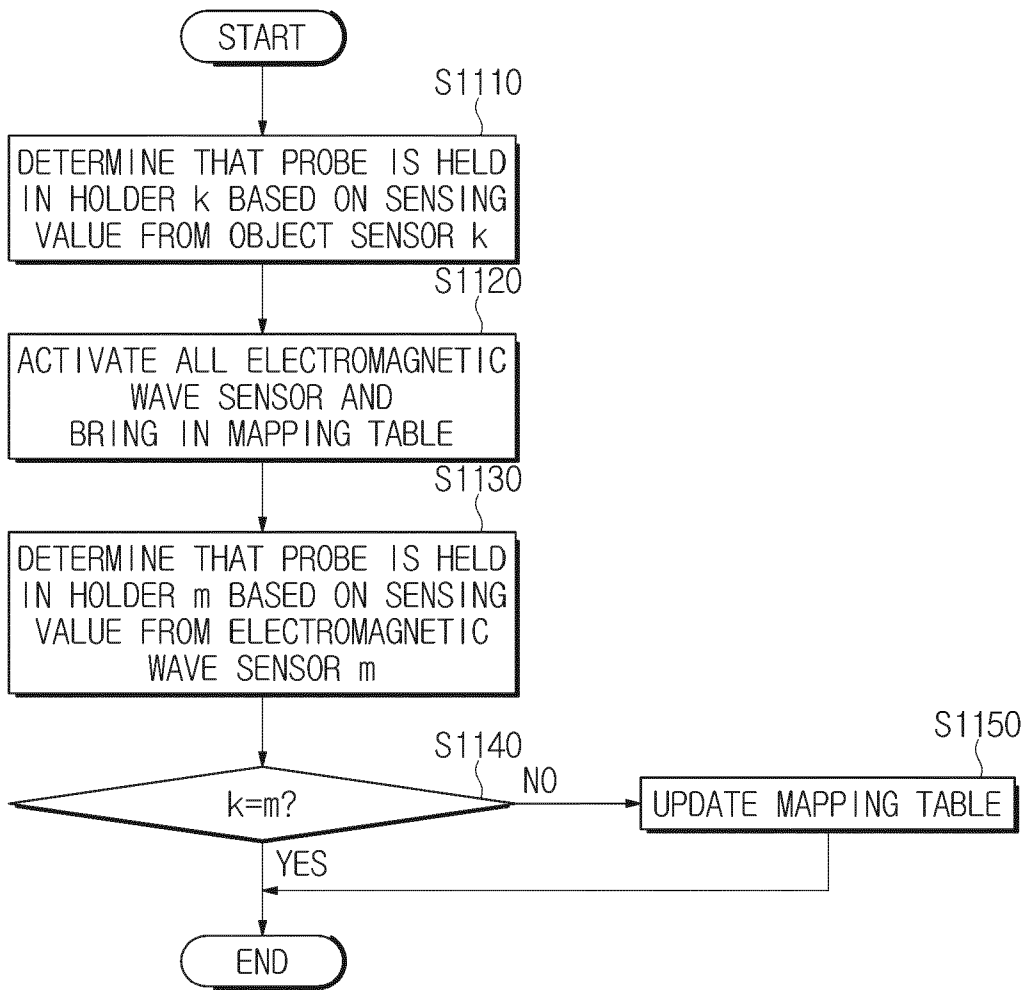 START
S1110
DETERMINE THAT PROBE IS HELD
IN HOLDER k BASED ON SENSING
VALUE FROM OBJECT SENSOR k
S1120
ACTIVATE ALL ELECTROMAGNETIC
WAVE SENSOR AND
BRING IN MAPPING TABLE
S1130
DETERMINE THAT PROBE IS HELD
IN HOLDER m BASED ON SENSING
VALUE FROM ELECTROMAGNETIC
WAVE SENSOR m
S1140
k=m?
NO
S1150
UPDATE MAPPING TABLE
YES
END